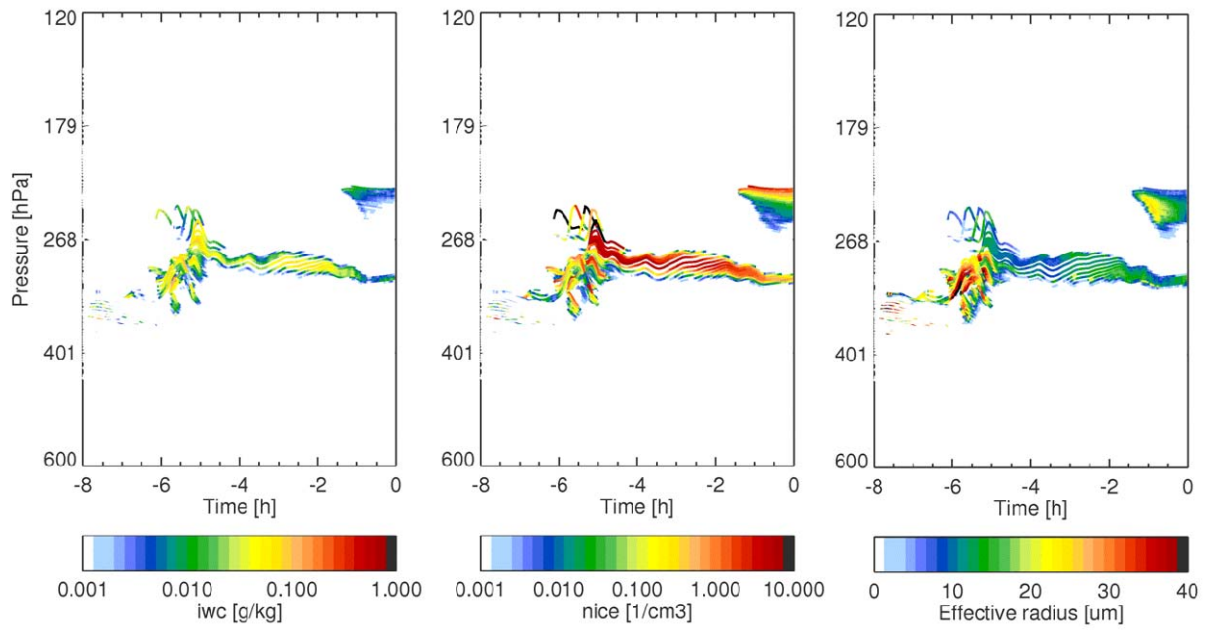 120
179
268
401
600
Pressure [hPa]
-8 -6 -4 -2 0
Time [h]
0.001 0.010 0.100 1.000
iwc [g/kg]
120
179
268
401
600
-8 -6 -4 -2 0
Time [h]
0.001 0.010 0.100 1.000 10.000
nice [1/cm3]
120
179
268
401
600
-8 -6 -4 -2 0
Time [h]
0 10 20 30 40
Effective radius [um]